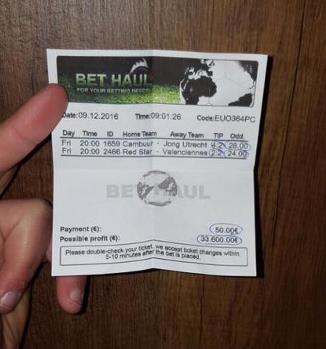 BET HAUL
FOR YOUR BETTING NEEDS
Date:09.12.2016 Time:09:01:26 Code:EUO364PC
Day Time ID Home Team Away Team TIP Odd.
Fri 20:00 1659 Cambuur - Jong Utrecht 4:2 28.00
Fri 20:00 2466 Red Star - Valenciennes 2:2 24.00
BET HAUL
Payment (€): 50.00€
Possible profit (€): 33.600.00€
Please double-check your ticket, we accept ticket changes within
5-10 minutes after the bet is placed.